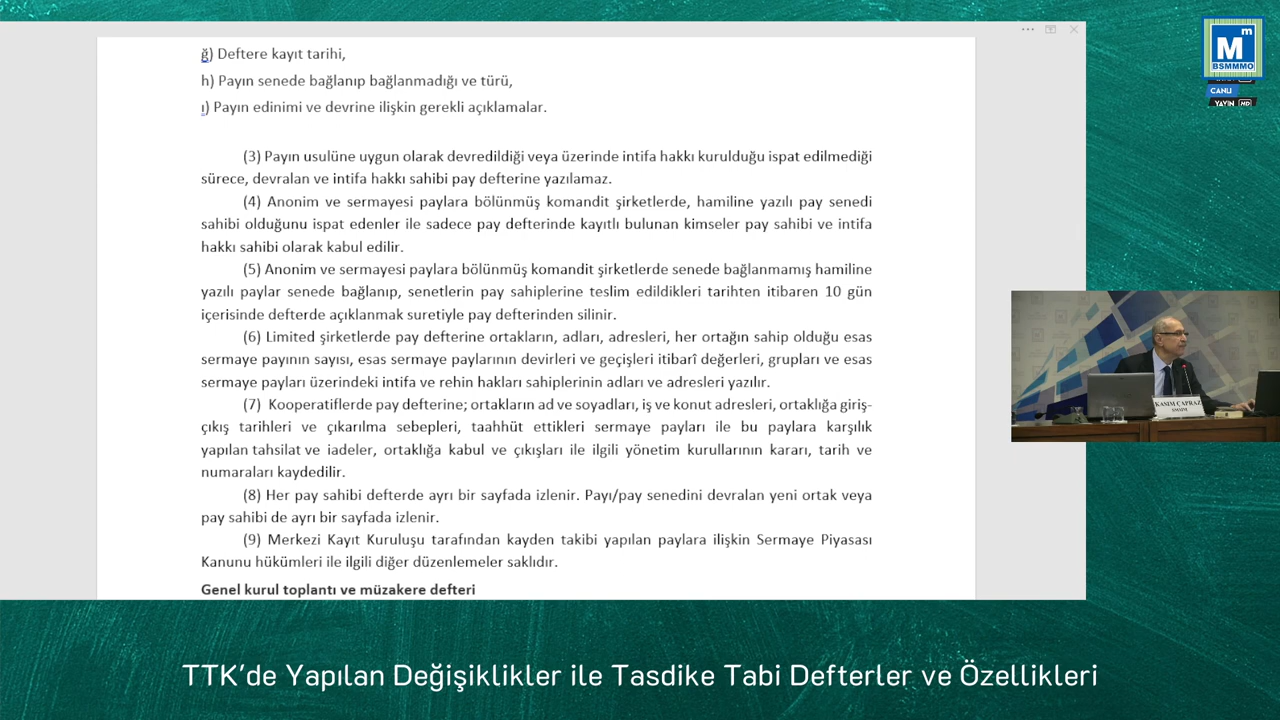 ğ) Deftere kayıt tarihi,
h) Payın senede bağlanıp bağlanmadığı ve türü,
ı) Payın edinimi ve devrine ilişkin gerekli açıklamalar.
(3) Payın usulüne uygun olarak devredildiği veya üzerinde intifa hakkı kurulduğu ispat edilmediği
sürece, devralan ve intifa hakkı sahibi pay defterine yazılamaz.
(4) Anonim ve sermayesi paylara bölünmüş komandit şirketlerde, hamiline yazılı pay senedi
sahibi olduğunu ispat edenler ile sadece pay defterinde kayıtlı bulunan kimseler pay sahibi ve intifa
hakkı sahibi olarak kabul edilir.
(5) Anonim ve sermayesi paylara bölünmüş komandit şirketlerde senede bağlanmamış hamiline
yazılı paylar senede bağlanıp, senetlerin pay sahiplerine teslim edildikleri tarihten itibaren 10 gün
içerisinde defterde açıklanmak suretiyle pay defterinden silinir.
(6) Limited şirketlerde pay defterine ortakların, adları, adresleri, her ortağın sahip olduğu esas
sermaye payının sayısı, esas sermaye paylarının devirleri ve geçişleri itibarî değerleri, grupları ve esas
sermaye payları üzerindeki intifa ve rehin hakları sahiplerinin adları ve adresleri yazılır.
(7) Kooperatiflerde pay defterine; ortakların ad ve soyadları, iş ve konut adresleri, ortaklığa giriş-
çıkış tarihleri ve çıkarılma sebepleri, taahhüt ettikleri sermaye payları ile bu paylara karşılık
yapılan tahsilat ve iadeler, ortaklığa kabul ve çıkışları ile ilgili yönetim kurullarının kararı, tarih ve
numaraları kaydedilir.
(8) Her pay sahibi defterde ayrı bir sayfada izlenir. Payı/pay senedini devralan yeni ortak veya
pay sahibi de ayrı bir sayfada izlenir.
(9) Merkezi Kayıt Kuruluşu tarafından kayden takibi yapılan paylara ilişkin Sermaye Piyasası
Kanunu hükümleri ile ilgili diğer düzenlemeler saklıdır.
Genel kurul toplantı ve müzakere defteri
M m
BSMMMO
CANLI
YAYIN HD
KASIM ÇAPRAZ
SMMM
TTK'de Yapılan Değişiklikler ile Tasdike Tabi Defterler ve Özellikleri